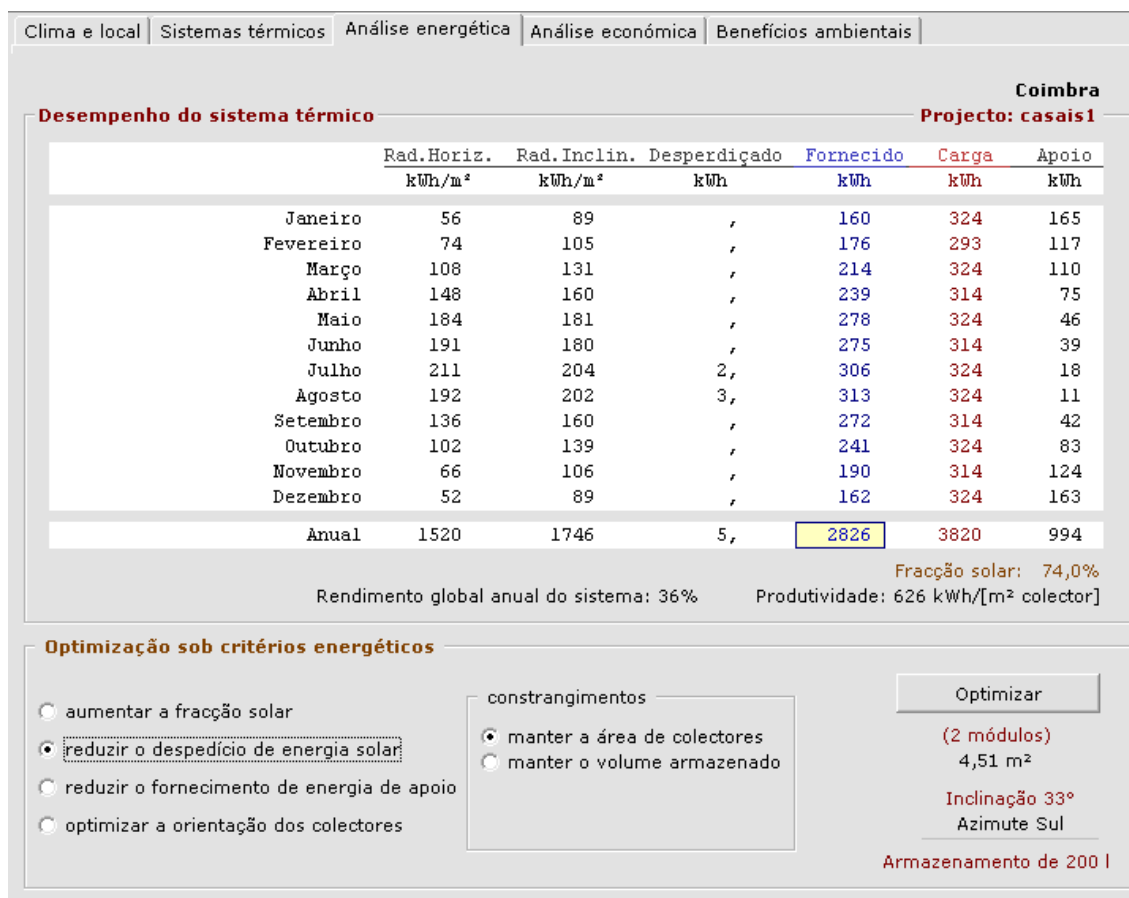 Clima e local Sistemas térmicos Análise energética Análise económica Benefícios ambientais
Coimbra
Desempenho do sistema térmico Projecto: casais1
Rad.Horiz. Rad.Inclin. Desperdiçado Fornecido Carga Apoio
kWh/m² kWh/m² kWh kWh kWh kWh
Janeiro 56 89 , 160 324 165
Fevereiro 74 105 , 176 293 117
Março 108 131 , 214 324 110
Abril 148 160 , 239 314 75
Maio 184 181 , 278 324 46
Junho 191 180 , 275 314 39
Julho 211 204 2, 306 324 18
Agosto 192 202 3, 313 324 11
Setembro 136 160 , 272 314 42
Outubro 102 139 , 241 324 83
Novembro 66 106 , 190 314 124
Dezembro 52 89 , 162 324 163
Anual 1520 1746 5, 2826 3820 994
Fracção solar: 74,0%
Rendimento global anual do sistema: 36% Produtividade: 626 kWh/[m² colector]
Optimização sob critérios energéticos
aumentar a fracção solar
reduzir o despedício de energia solar
reduzir o fornecimento de energia de apoio
optimizar a orientação dos colectores
constrangimentos
manter a área de colectores
manter o volume armazenado
Optimizar
(2 módulos)
4,51 m²
Inclinação 33°
Azimute Sul
Armazenamento de 200 l